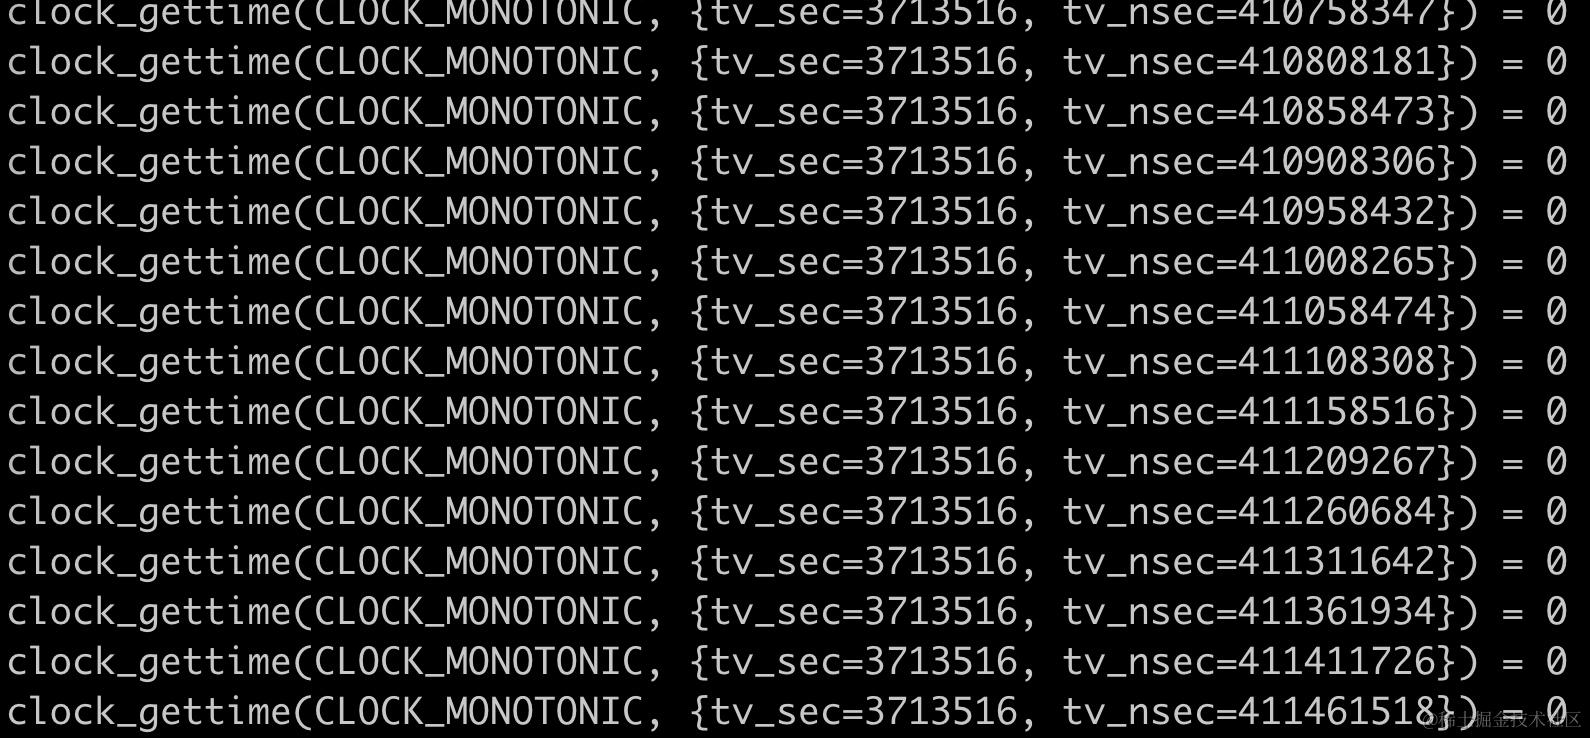 clock_gettime(CLOCK_MONOTONIC, {tv_sec=3713516, tv_nsec=410758347}) = 0
clock_gettime(CLOCK_MONOTONIC, {tv_sec=3713516, tv_nsec=410808181}) = 0
clock_gettime(CLOCK_MONOTONIC, {tv_sec=3713516, tv_nsec=410858473}) = 0
clock_gettime(CLOCK_MONOTONIC, {tv_sec=3713516, tv_nsec=410908306}) = 0
clock_gettime(CLOCK_MONOTONIC, {tv_sec=3713516, tv_nsec=410958432}) = 0
clock_gettime(CLOCK_MONOTONIC, {tv_sec=3713516, tv_nsec=411008265}) = 0
clock_gettime(CLOCK_MONOTONIC, {tv_sec=3713516, tv_nsec=411058474}) = 0
clock_gettime(CLOCK_MONOTONIC, {tv_sec=3713516, tv_nsec=411108308}) = 0
clock_gettime(CLOCK_MONOTONIC, {tv_sec=3713516, tv_nsec=411158516}) = 0
clock_gettime(CLOCK_MONOTONIC, {tv_sec=3713516, tv_nsec=411209267}) = 0
clock_gettime(CLOCK_MONOTONIC, {tv_sec=3713516, tv_nsec=411260684}) = 0
clock_gettime(CLOCK_MONOTONIC, {tv_sec=3713516, tv_nsec=411311642}) = 0
clock_gettime(CLOCK_MONOTONIC, {tv_sec=3713516, tv_nsec=411361934}) = 0
clock_gettime(CLOCK_MONOTONIC, {tv_sec=3713516, tv_nsec=411411726}) = 0
clock_gettime(CLOCK_MONOTONIC, {tv_sec=3713516, tv_nsec=411461518}) = 0
@稀土掘金技术社区